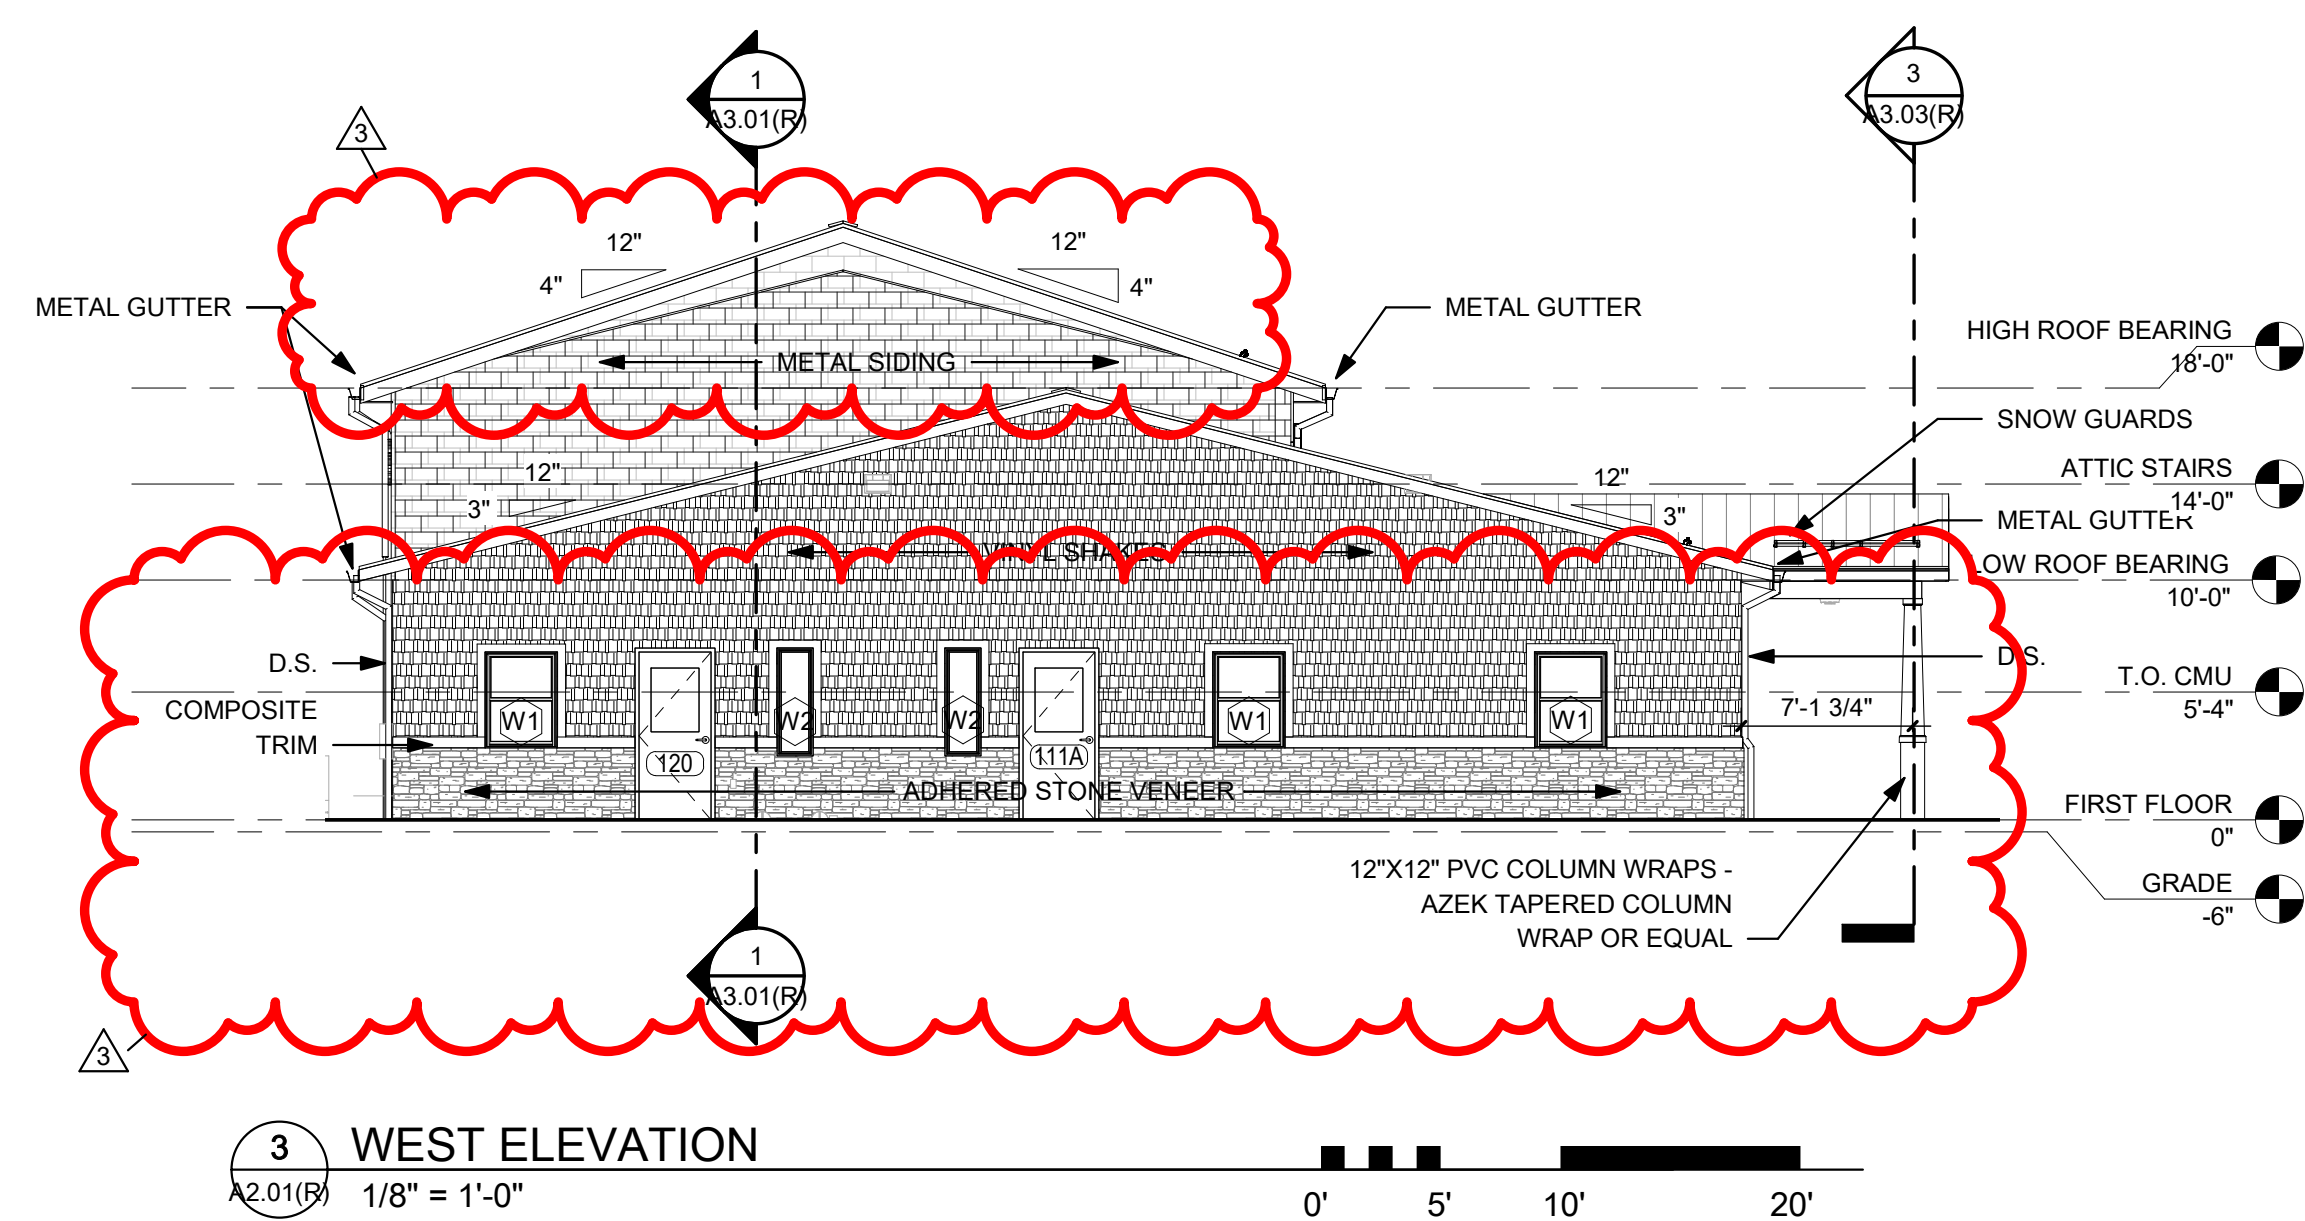 1
A3.01(R)
3
A3.03(R)
3
12"
4"
12"
4"
METAL GUTTER
METAL GUTTER
HIGH ROOF BEARING
18'-0"
METAL SIDING
SNOW GUARDS
12"
3"
12"
3"
ATTIC STAIRS
14'-0"
METAL GUTTER
VINYL SHAKES
LOW ROOF BEARING
10'-0"
D.S.
D.S.
T.O. CMU
5'-4"
COMPOSITE
TRIM
W1
W2
W2
W1
W1
7'-1 3/4"
120
111A
ADHERED STONE VENEER
FIRST FLOOR
0"
12"X12" PVC COLUMN WRAPS -
AZEK TAPERED COLUMN
WRAP OR EQUAL
GRADE
-6"
1
A3.01(R)
3
3
A2.01(R)
WEST ELEVATION
1/8" = 1'-0"
0' 5' 10' 20'